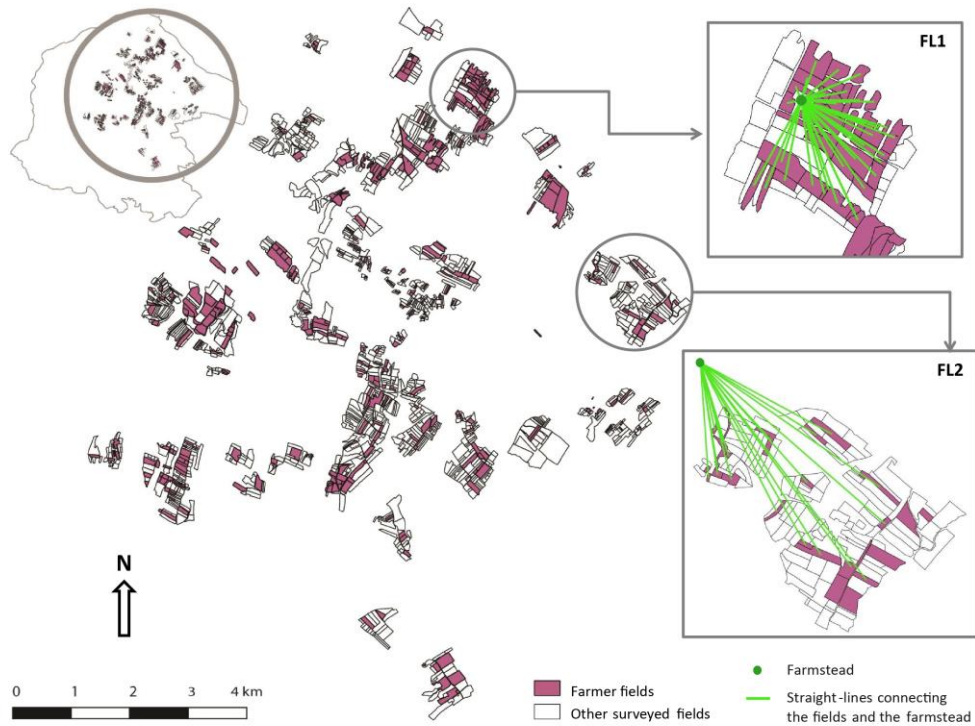 FL1
FL2
N
0 1 2 3 4 km
Farmer fields
Other surveyed fields
Farmstead
Straight-lines connecting
the fields and the farmstead